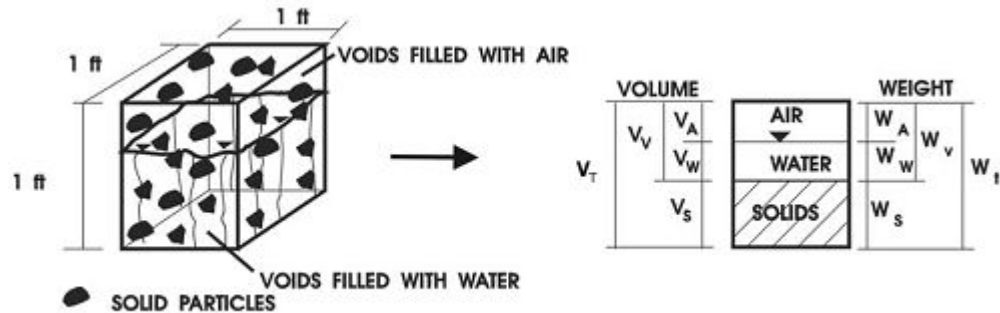 1 ft
1 ft
VOIDS FILLED WITH AIR
1 ft
VOIDS FILLED WITH WATER
SOLID PARTICLES
VOLUME
WEIGHT
V_T
V_V
V_A
V_W
V_S
AIR
WATER
SOLIDS
W_A
W_W
W_v
W_S
W_t